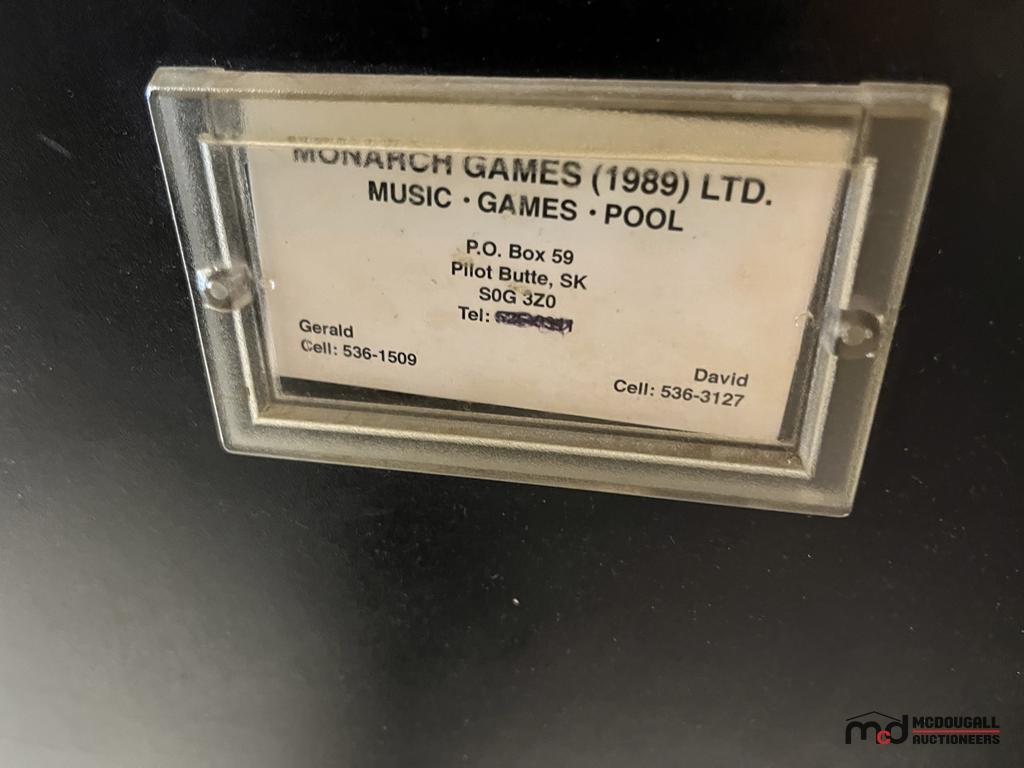 MONARCH GAMES (1989) LTD.
MUSIC • GAMES • POOL
P.O. Box 59
Pilot Butte, SK
S0G 3Z0
Tel:
Gerald
Cell: 536-1509
David
Cell: 536-3127
mcd MCDOUGALL
AUCTIONEERS